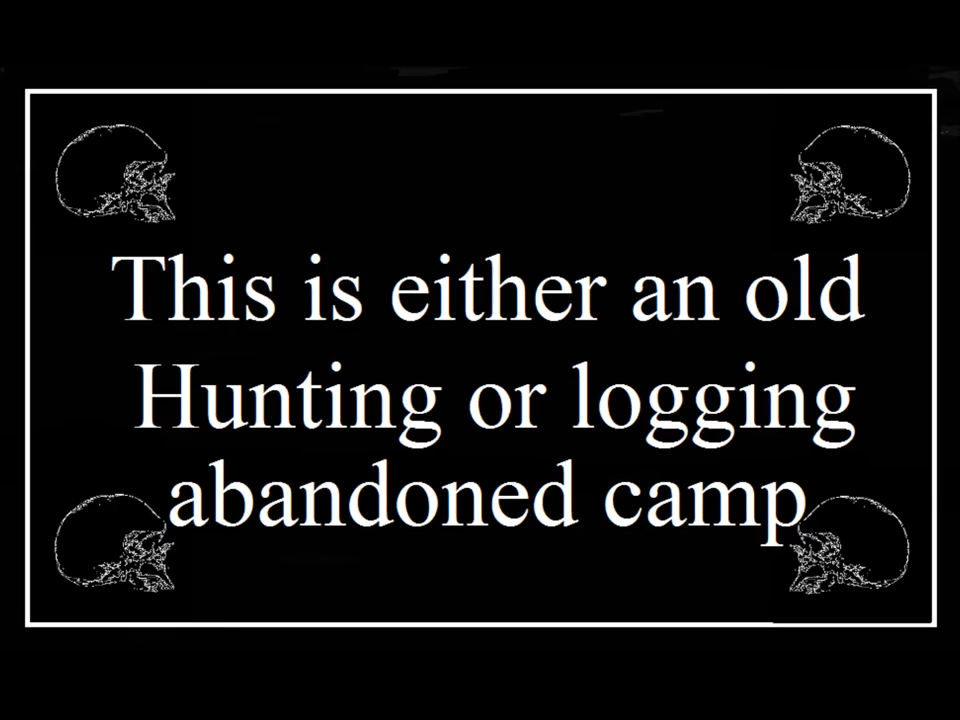 This is either an old
Hunting or logging
abandoned camp